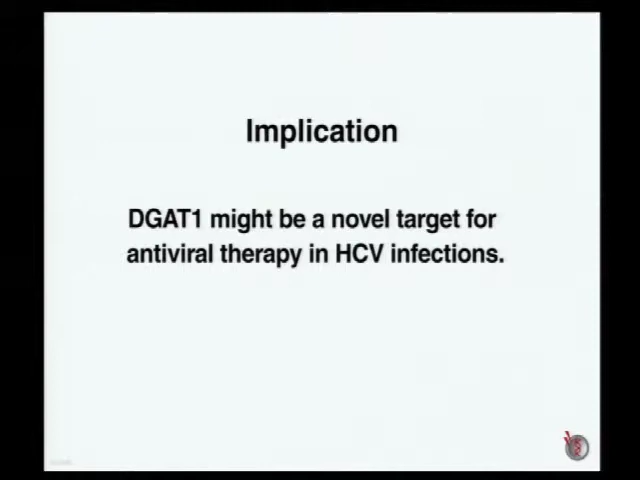 Implication
DGAT1 might be a novel target for
antiviral therapy in HCV infections.